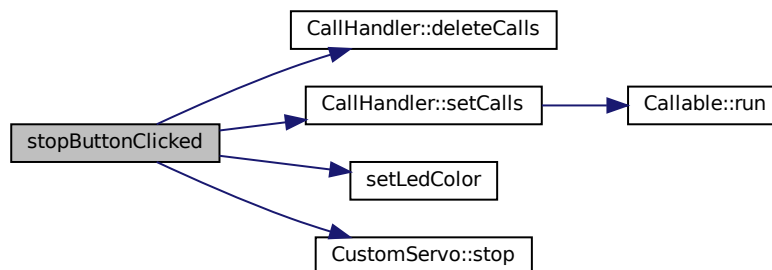 CallHandler::deleteCalls
CallHandler::setCalls
Callable::run
stopButtonClicked
setLedColor
CustomServo::stop